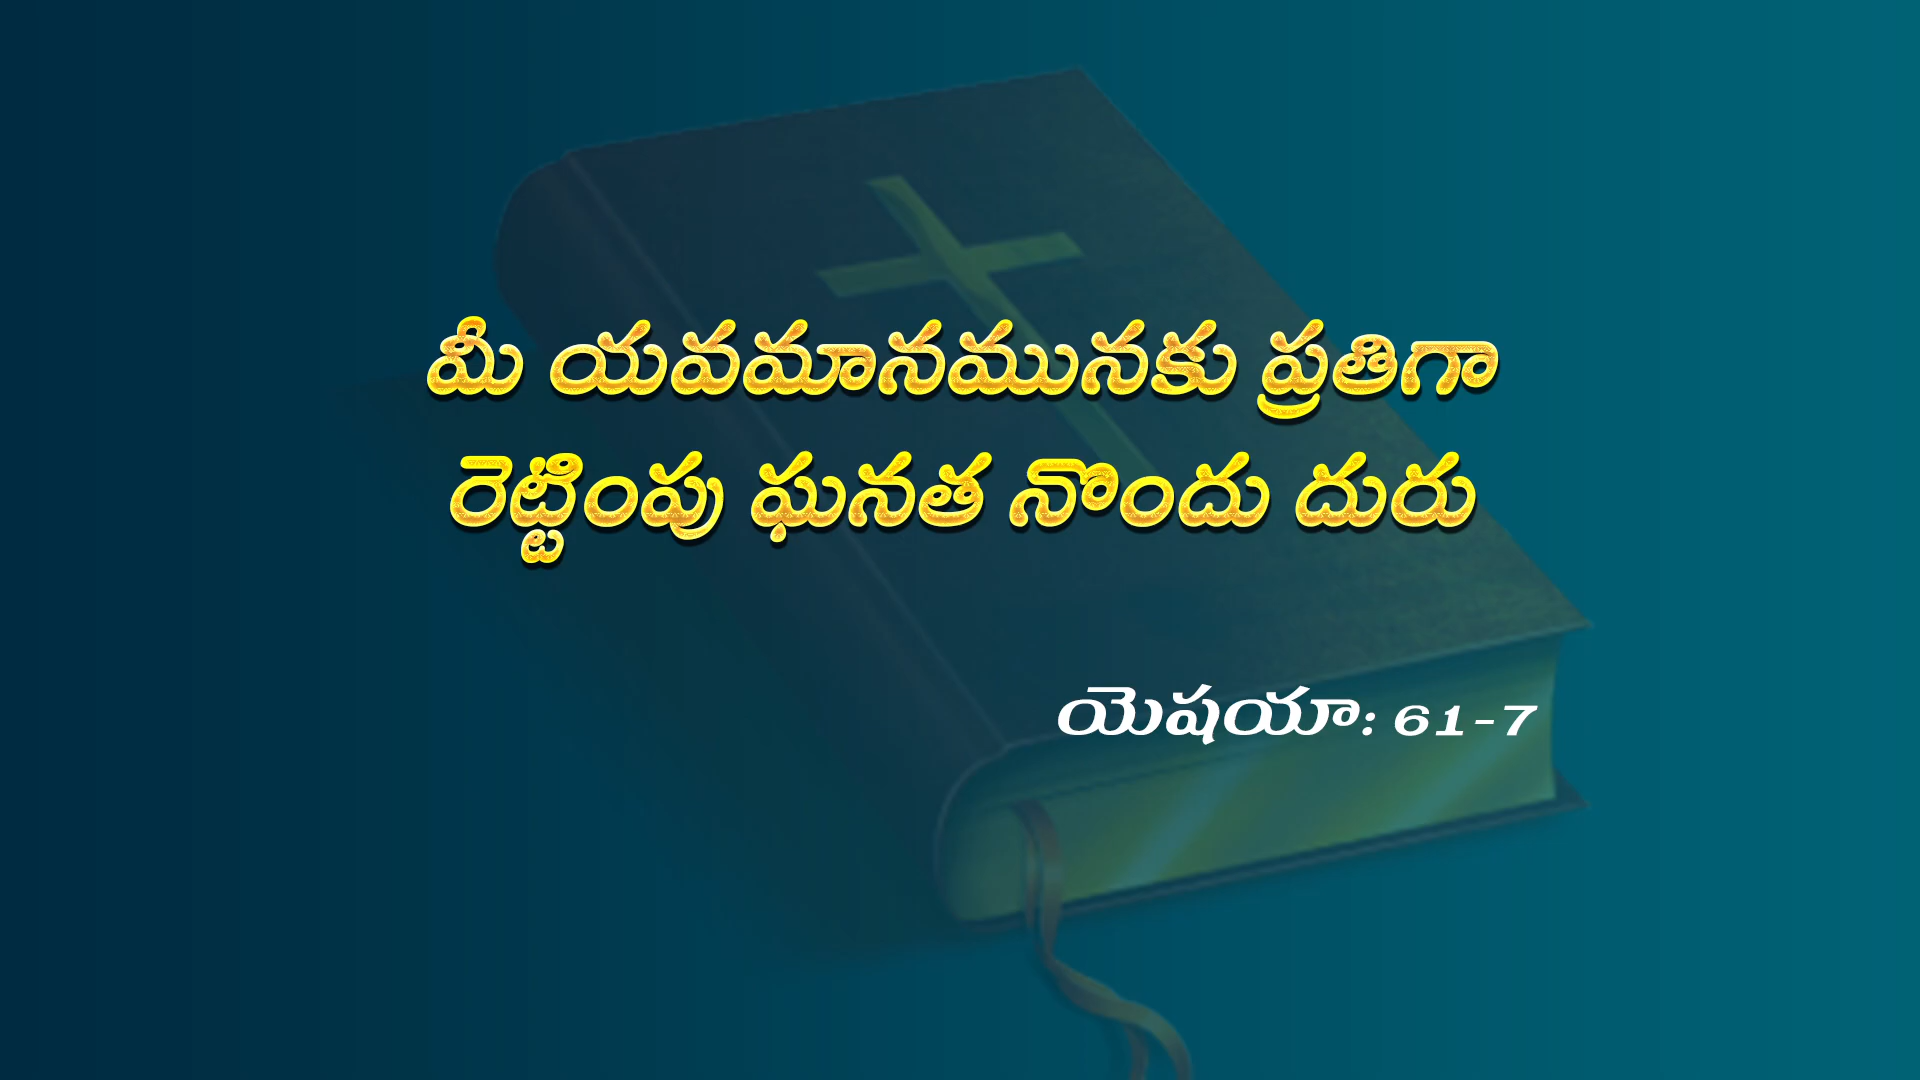 మీ యవమానమునకు ప్రతిగా
రెట్టింపు ఘనత నొందు దురు
యెషయా: 61-7